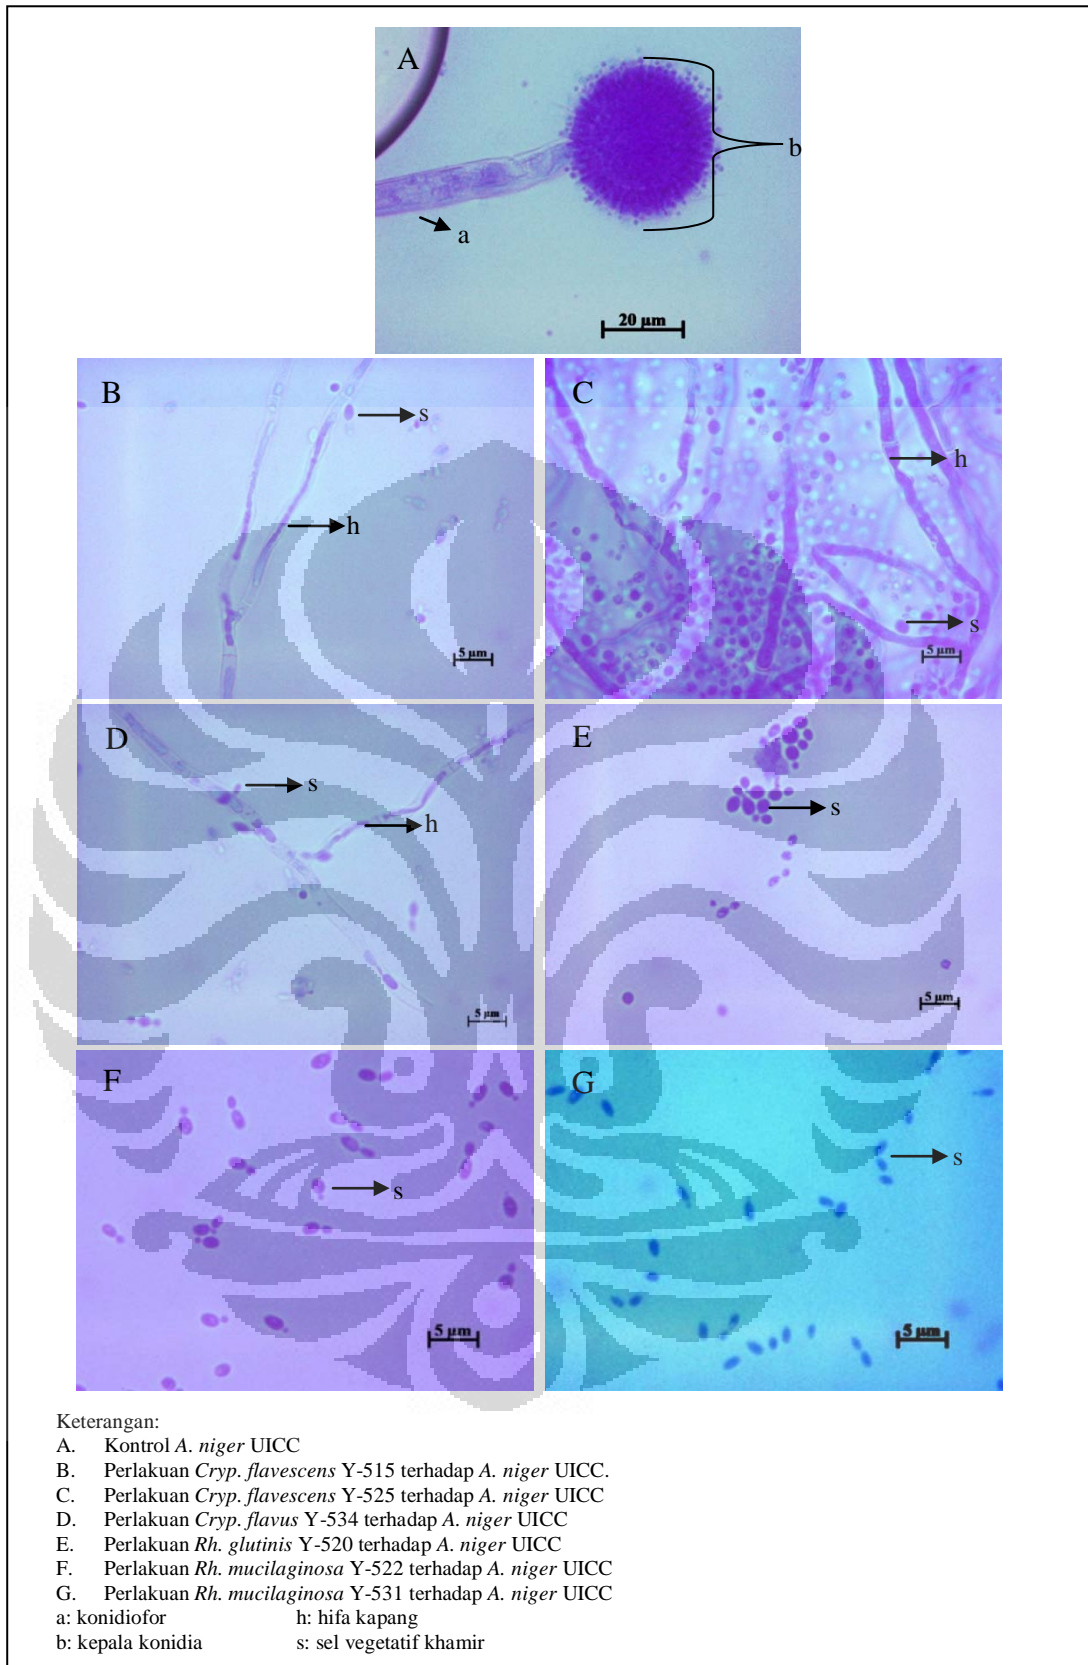 A
b
a
20 µm
B
s
h
5 µm
C
h
s
5 µm
D
s
h
5 µm
E
s
5 µm
F
s
5 µm
G
s
5 µm
Keterangan:
A. Kontrol A. niger UICC
B. Perlakuan Cryp. flavescens Y-515 terhadap A. niger UICC.
C. Perlakuan Cryp. flavescens Y-525 terhadap A. niger UICC
D. Perlakuan Cryp. flavus Y-534 terhadap A. niger UICC
E. Perlakuan Rh. glutinis Y-520 terhadap A. niger UICC
F. Perlakuan Rh. mucilaginosa Y-522 terhadap A. niger UICC
G. Perlakuan Rh. mucilaginosa Y-531 terhadap A. niger UICC
a: konidiofor h: hifa kapang
b: kepala konidia s: sel vegetatif khamir